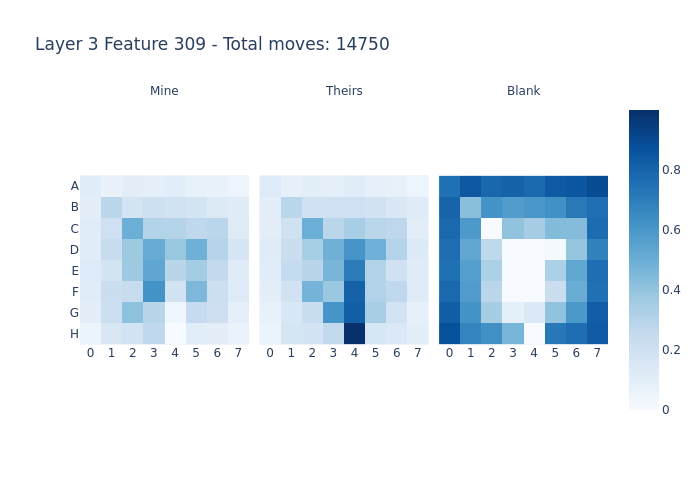 Layer 3 Feature 309 - Total moves: 14750
Mine
Theirs
Blank
A
B
C
D
E
F
G
H
0 1 2 3 4 5 6 7
0 1 2 3 4 5 6 7
0 1 2 3 4 5 6 7
0.8
0.6
0.4
0.2
0